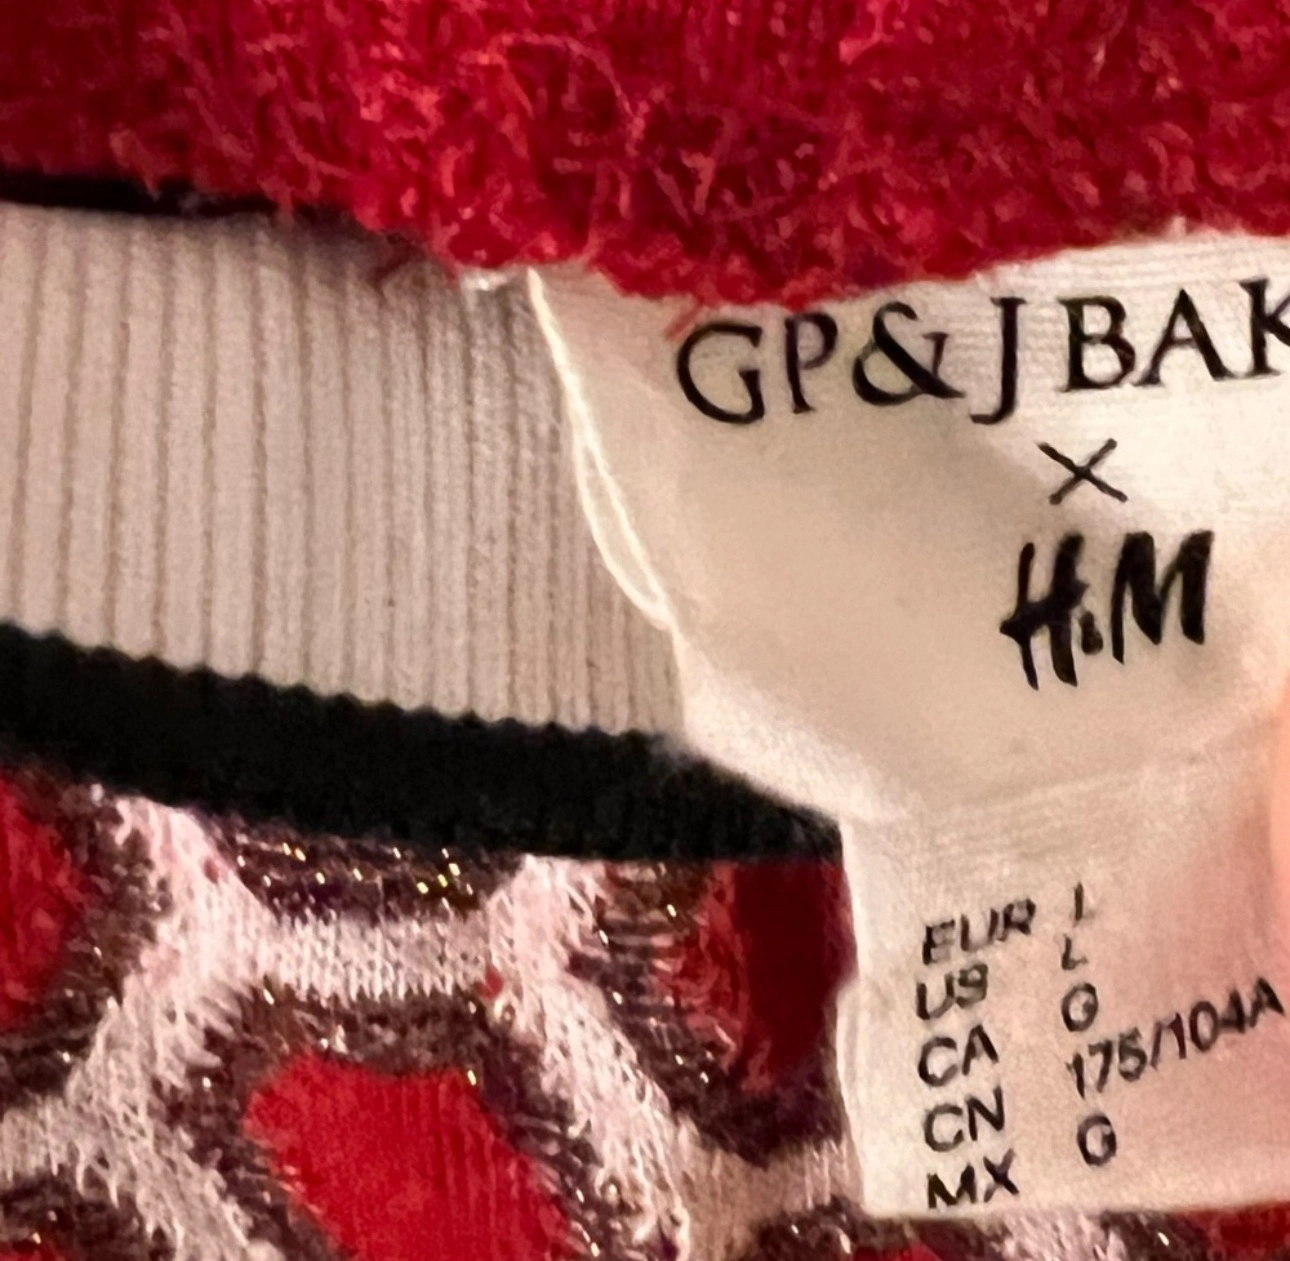 GP&J BAK
×
H&M
EUR L
US L
CA G
CN 175/104A
MX G